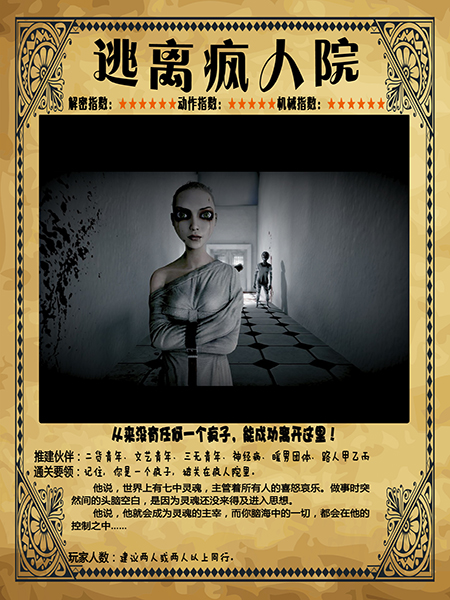 逃离疯人院
解密指数：★★★★★★动作指数：★★★★★机械指数：★★★★★★
从来没有任何一个疯子，能成功离开这里！
推建伙伴：二货青年、文艺青年、三无青年、神经病、暖男团体、路人甲乙丙
通关要领：记住，你是一个疯子，被关在疯人院里。
他说，世界上有七中灵魂，主管着所有人的喜怒哀乐。做事时突
然间的头脑空白，是因为灵魂还没来得及进入思想。
他说，他就会成为灵魂的主宰，而你脑海中的一切，都会在他的
控制之中……
玩家人数：建议两人或两人以上同行。